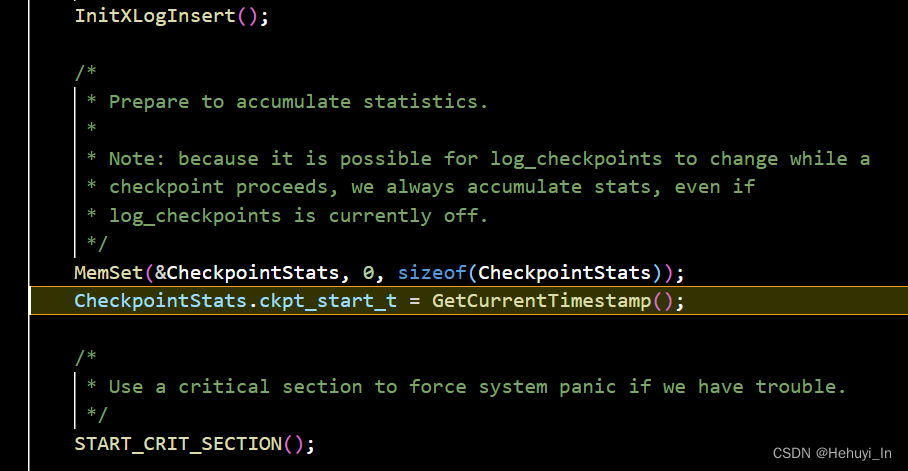 InitXLogInsert();
/*
* Prepare to accumulate statistics.
*
* Note: because it is possible for log_checkpoints to change while a
* checkpoint proceeds, we always accumulate stats, even if
* log_checkpoints is currently off.
*/
MemSet(&CheckpointStats, 0, sizeof(CheckpointStats));
CheckpointStats.ckpt_start_t = GetCurrentTimestamp();
/*
* Use a critical section to force system panic if we have trouble.
*/
START_CRIT_SECTION();
CSDN @Hehuyi_In